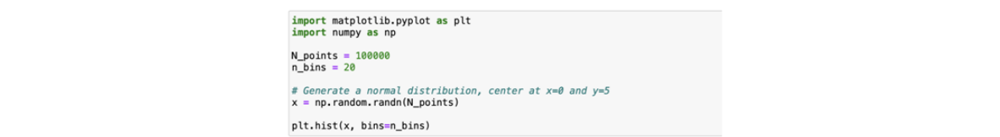 import matplotlib.pyplot as plt
import numpy as np
N_points = 100000
n_bins = 20
# Generate a normal distribution, center at x=0 and y=5
x = np.random.randn(N_points)
plt.hist(x, bins=n_bins)